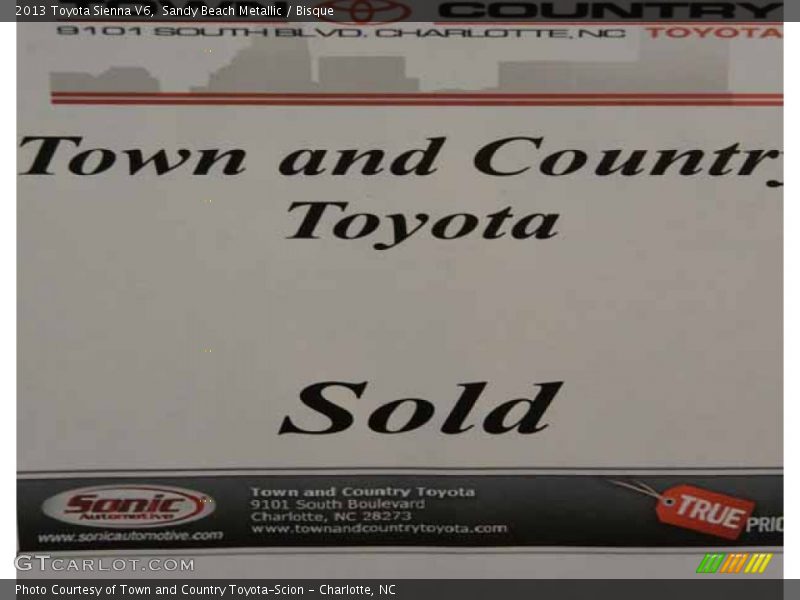 2013 Toyota Sienna V6, Sandy Beach Metallic / Bisque
COUNTRY
9101 SOUTH BLVD. CHARLOTTE, NC TOYOTA
Town and Country
Toyota
Sold
Sonic
Automotive
www.sonicautomotive.com
Town and Country Toyota
9101 South Boulevard
Charlotte, NC 28273
www.townandcountrytoyota.com
TRUE PRIC
GTCARLOT.COM
Photo Courtesy of Town and Country Toyota-Scion - Charlotte, NC